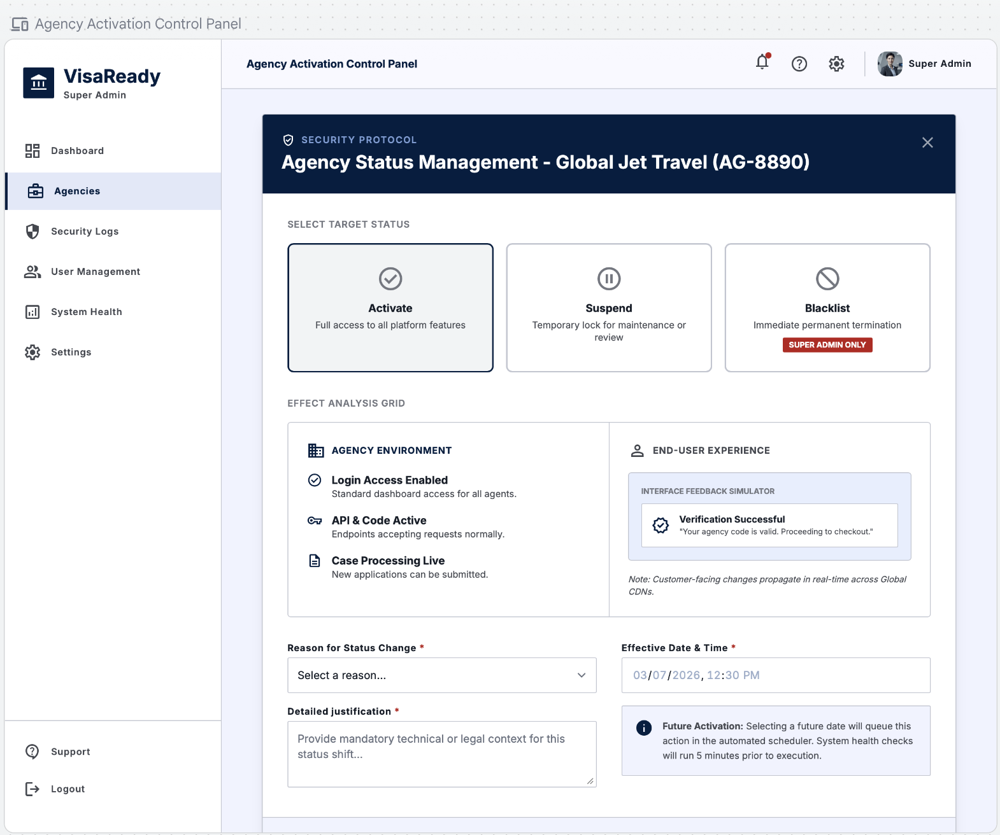 Agency Activation Control Panel
VisaReady
Super Admin
Dashboard
Agencies
Security Logs
User Management
System Health
Settings
Support
Logout
Agency Activation Control Panel
Super Admin
SECURITY PROTOCOL
Agency Status Management - Global Jet Travel (AG-8890)
SELECT TARGET STATUS
Activate
Full access to all platform features
Suspend
Temporary lock for maintenance or
review
Blacklist
Immediate permanent termination
SUPER ADMIN ONLY
EFFECT ANALYSIS GRID
AGENCY ENVIRONMENT
Login Access Enabled
Standard dashboard access for all agents.
API & Code Active
Endpoints accepting requests normally.
Case Processing Live
New applications can be submitted.
END-USER EXPERIENCE
INTERFACE FEEDBACK SIMULATOR
Verification Successful
"Your agency code is valid. Proceeding to checkout."
Note: Customer-facing changes propagate in real-time across Global
CDNs.
Reason for Status Change *
Select a reason...
Detailed justification *
Provide mandatory technical or legal context for this
status shift...
Effective Date & Time *
03/07/2026, 12:30 PM
Future Activation: Selecting a future date will queue this
action in the automated scheduler. System health checks
will run 5 minutes prior to execution.